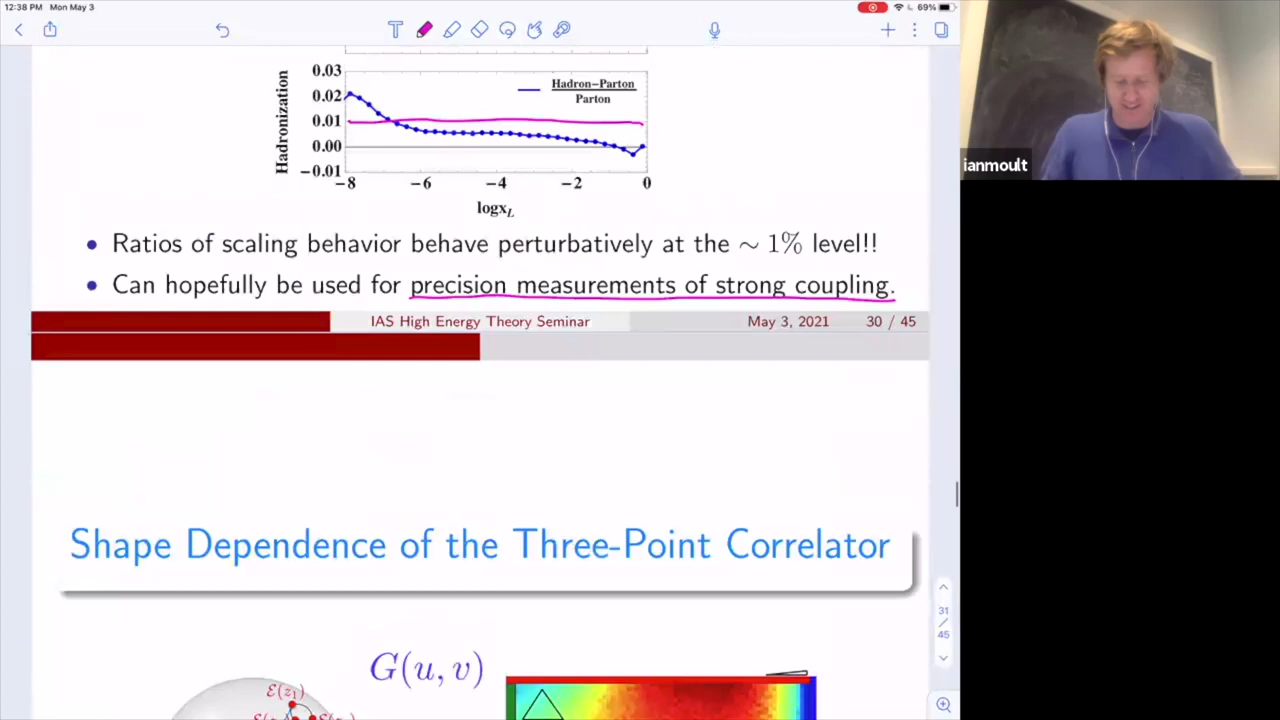 12:38 PM Mon May 3
69%
0.03
0.02
0.01
0.00
−0.01
Hadronization
Hadron−Parton
Parton
−8 −6 −4 −2 0
logxL
• Ratios of scaling behavior behave perturbatively at the ∼ 1% level!!
• Can hopefully be used for precision measurements of strong coupling.
IAS High Energy Theory Seminar May 3, 2021 30 / 45
Shape Dependence of the Three-Point Correlator
G(u, v)
ℰ(z1)
31
/
45
ianmoult